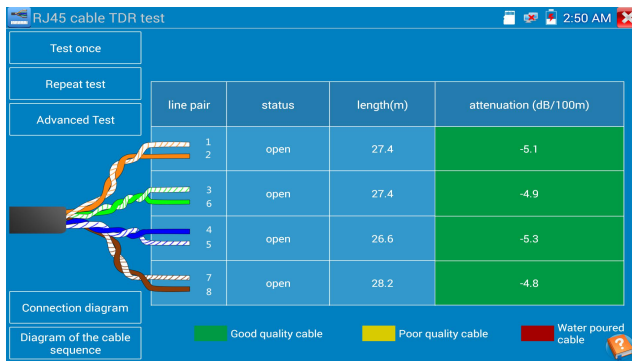 RJ45 cable TDR test
2:50 AM
Test once
Repeat test
Advanced Test
line pair status length(m) attenuation (dB/100m)
1
2
open 27.4 -5.1
3
6
open 27.4 -4.9
4
5
open 26.6 -5.3
7
8
open 28.2 -4.8
Connection diagram
Diagram of the cable
sequence
Good quality cable
Poor quality cable
Water poured
cable
?